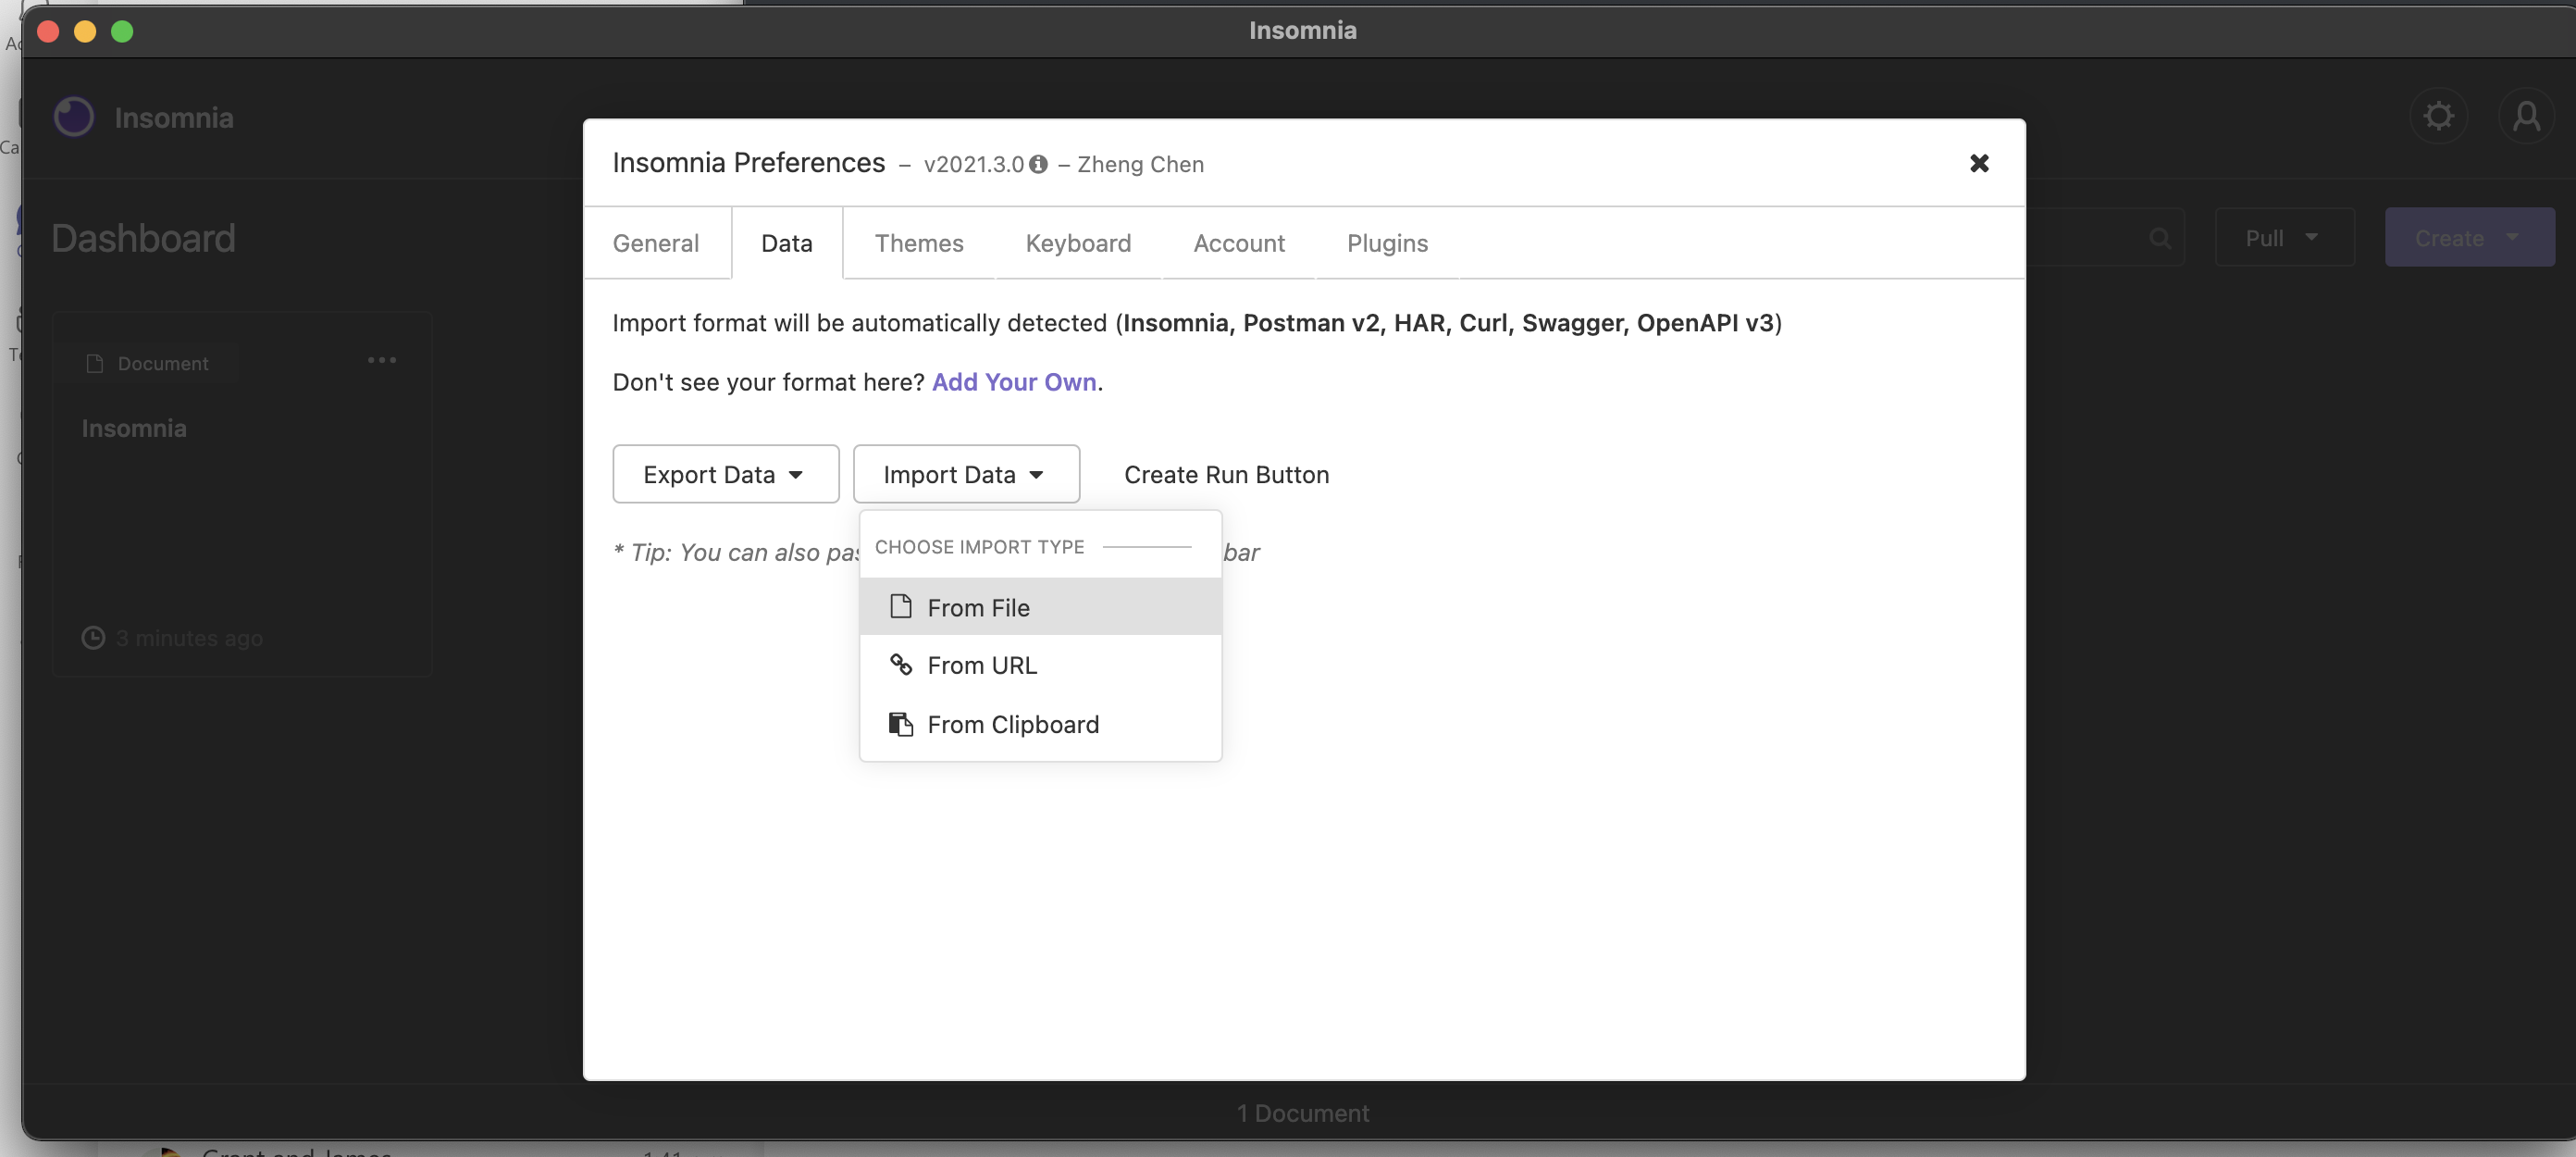 Insomnia
Insomnia
Insomnia Preferences – v2021.3.0 – Zheng Chen
Dashboard
General Data Themes Keyboard Account Plugins
Pull Create
Import format will be automatically detected (Insomnia, Postman v2, HAR, Curl, Swagger, OpenAPI v3)
Document
Don't see your format here? Add Your Own.
Insomnia
Export Data Import Data Create Run Button
* Tip: You can also bar
CHOOSE IMPORT TYPE
From File
From URL
From Clipboard
3 minutes ago
1 Document